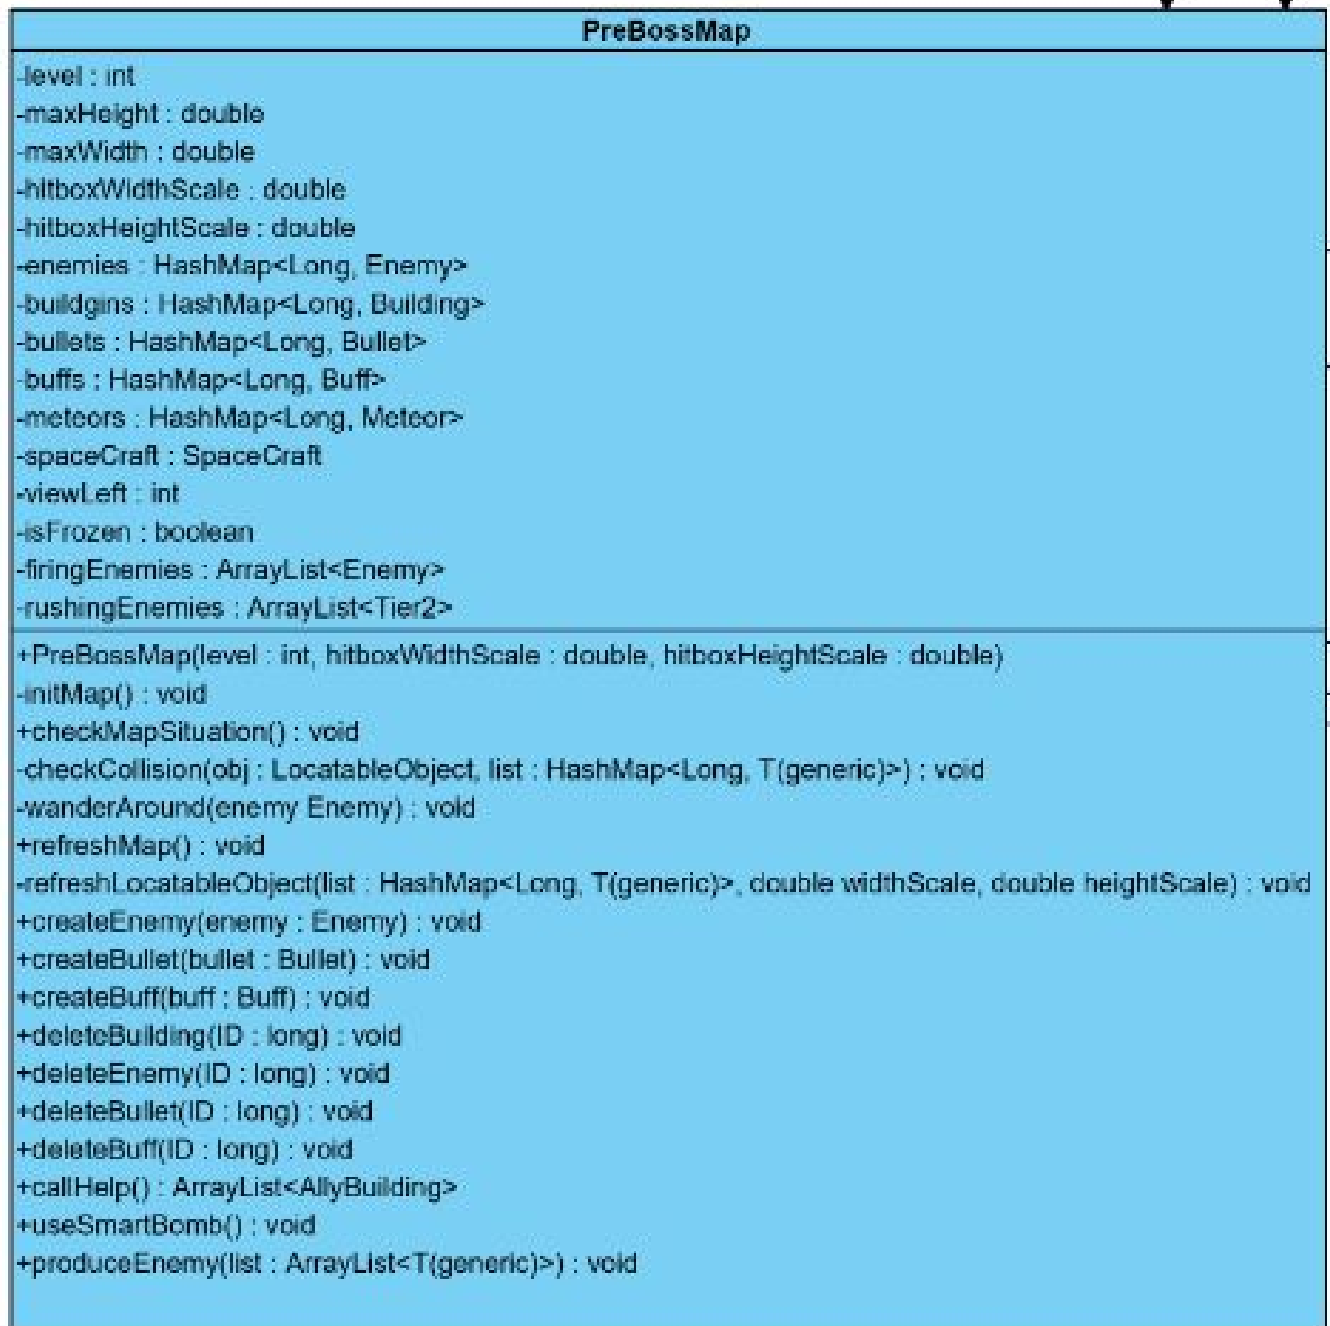 PreBossMap
-level : int
-maxHeight : double
-maxWidth : double
-hitboxWidthScale : double
-hitboxHeightScale : double
-enemies : HashMap<Long, Enemy>
-buildgins : HashMap<Long, Building>
-bullets : HashMap<Long, Bullet>
-buffs : HashMap<Long, Buff>
-meteors : HashMap<Long, Meteor>
-spaceCraft : SpaceCraft
-viewLeft : int
-isFrozen : boolean
-firingEnemies : ArrayList<Enemy>
-rushingEnemies : ArrayList<Tier2>
+PreBossMap(level : int, hitboxWidthScale : double, hitboxHeightScale : double)
-initMap() : void
+checkMapSituation() : void
-checkCollision(obj : LocatableObject, list : HashMap<Long, T(generic)>) : void
-wanderAround(enemy Enemy) : void
+refreshMap() : void
-refreshLocatableObject(list : HashMap<Long, T(generic)>, double widthScale, double heightScale) : void
+createEnemy(enemy : Enemy) : void
+createBullet(bullet : Bullet) : void
+createBuff(buff : Buff) : void
+deleteBuilding(ID : long) : void
+deleteEnemy(ID : long) : void
+deleteBullet(ID : long) : void
+deleteBuff(ID : long) : void
+callHelp() : ArrayList<AllyBuilding>
+useSmartBomb() : void
+produceEnemy(list : ArrayList<T(generic)>) : void